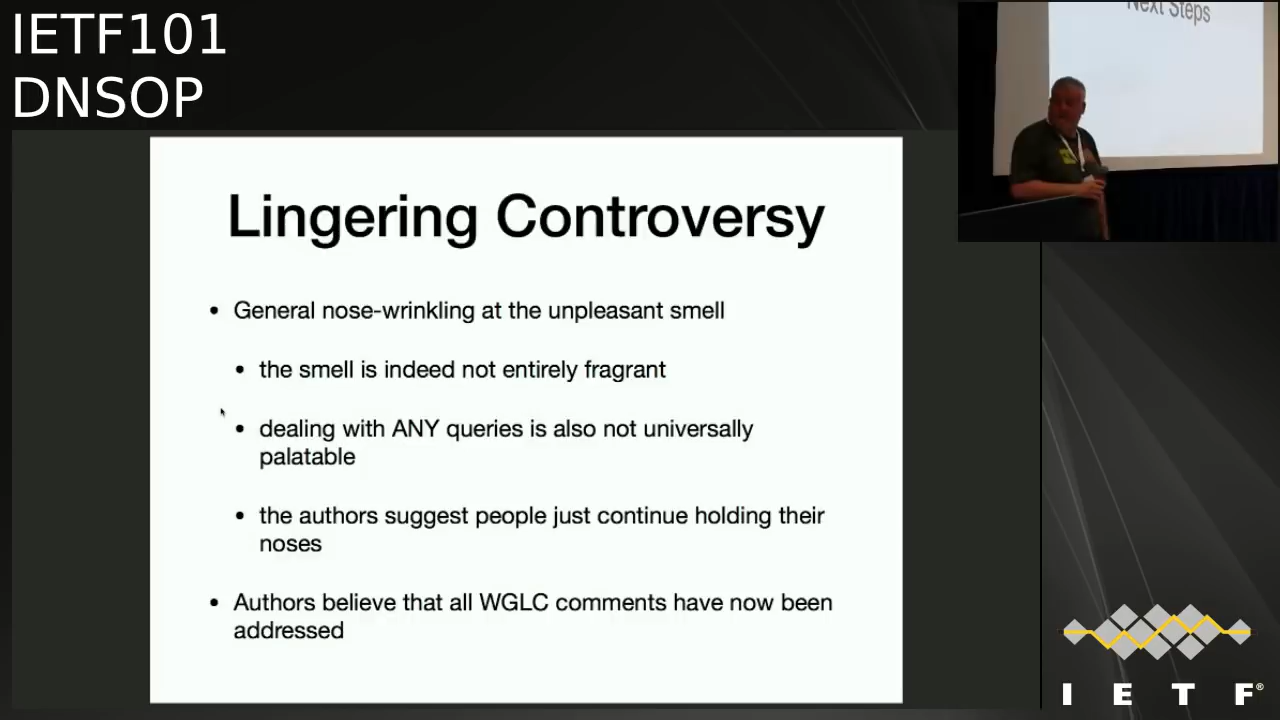 IETF101
DNSOP
Next Steps
Lingering Controversy
• General nose-wrinkling at the unpleasant smell
• the smell is indeed not entirely fragrant
• dealing with ANY queries is also not universally
palatable
• the authors suggest people just continue holding their
noses
• Authors believe that all WGLC comments have now been
addressed
I E T F®